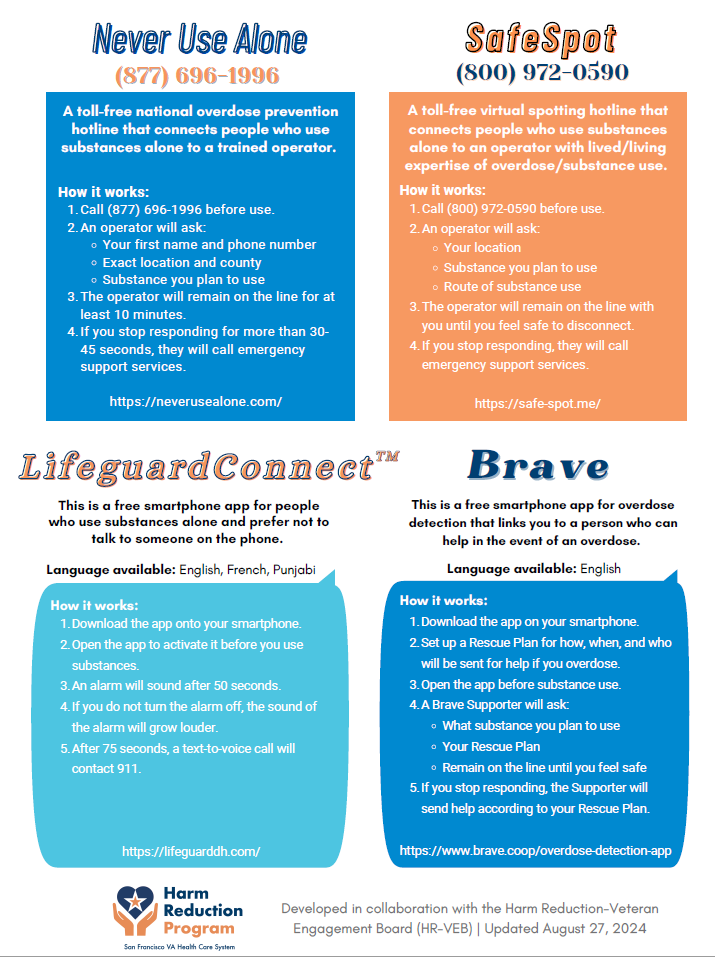 Never Use Alone
(877) 696-1996
A toll-free national overdose prevention
hotline that connects people who use
substances alone to a trained operator.
How it works:
1. Call (877) 696-1996 before use.
2. An operator will ask:
◦ Your first name and phone number
◦ Exact location and county
◦ Substance you plan to use
3. The operator will remain on the line for at
least 10 minutes.
4. If you stop responding for more than 30-
45 seconds, they will call emergency
support services.
https://neverusealone.com/
SafeSpot
(800) 972-0590
A toll-free virtual spotting hotline that
connects people who use substances
alone to an operator with lived/living
expertise of overdose/substance use.
How it works:
1. Call (800) 972-0590 before use.
2. An operator will ask:
◦ Your location
◦ Substance you plan to use
◦ Route of substance use
3. The operator will remain on the line with
you until you feel safe to disconnect.
4. If you stop responding, they will call
emergency support services.
https://safe-spot.me/
LifeguardConnect™
This is a free smartphone app for people
who use substances alone and prefer not to
talk to someone on the phone.
Language available: English, French, Punjabi
How it works:
1. Download the app onto your smartphone.
2. Open the app to activate it before you use
substances.
3. An alarm will sound after 50 seconds.
4. If you do not turn the alarm off, the sound of
the alarm will grow louder.
5. After 75 seconds, a text-to-voice call will
contact 911.
https://lifeguarddh.com/
Brave
This is a free smartphone app for overdose
detection that links you to a person who can
help in the event of an overdose.
Language available: English
How it works:
1. Download the app on your smartphone.
2. Set up a Rescue Plan for how, when, and who
will be sent for help if you overdose.
3. Open the app before substance use.
4. A Brave Supporter will ask:
◦ What substance you plan to use
◦ Your Rescue Plan
◦ Remain on the line until you feel safe
5. If you stop responding, the Supporter will
send help according to your Rescue Plan.
https://www.brave.coop/overdose-detection-app
Harm
Reduction
Program
San Francisco VA Health Care System
Developed in collaboration with the Harm Reduction-Veteran
Engagement Board (HR-VEB) | Updated August 27, 2024